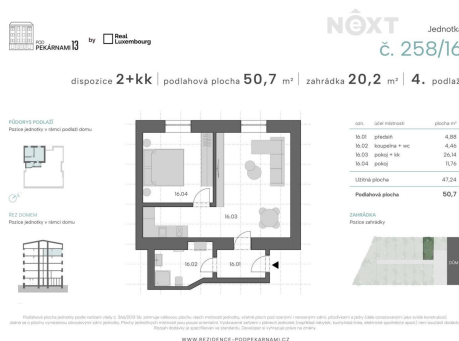 NEXT
POD
PEKÁRNAMI 13
by Real
Luxembourg
Jednotka
č. 258/16
dispozice 2+kk | podlahová plocha 50,7 m² | zahrádka 20,2 m² | 4. podlaží
PŮDORYS PODLAŽÍ
Pozice jednotky v rámci podlaží domu
ŘEZ DOMEM
Pozice jednotky v rámci domu
16.04
16.03
16.02
16.01
ozn. účel místnosti plocha m²
16.01 předsíň 4,88
16.02 koupelna + wc 4,46
16.03 pokoj + kk 26,14
16.04 pokoj 11,76
Užitná plocha 47,24
Podlahová plocha 50,7
ZAHRÁDKA
Pozice zahrádky
DŮM
WWW.REZIDENCE-PODPEKARNAMI.CZ